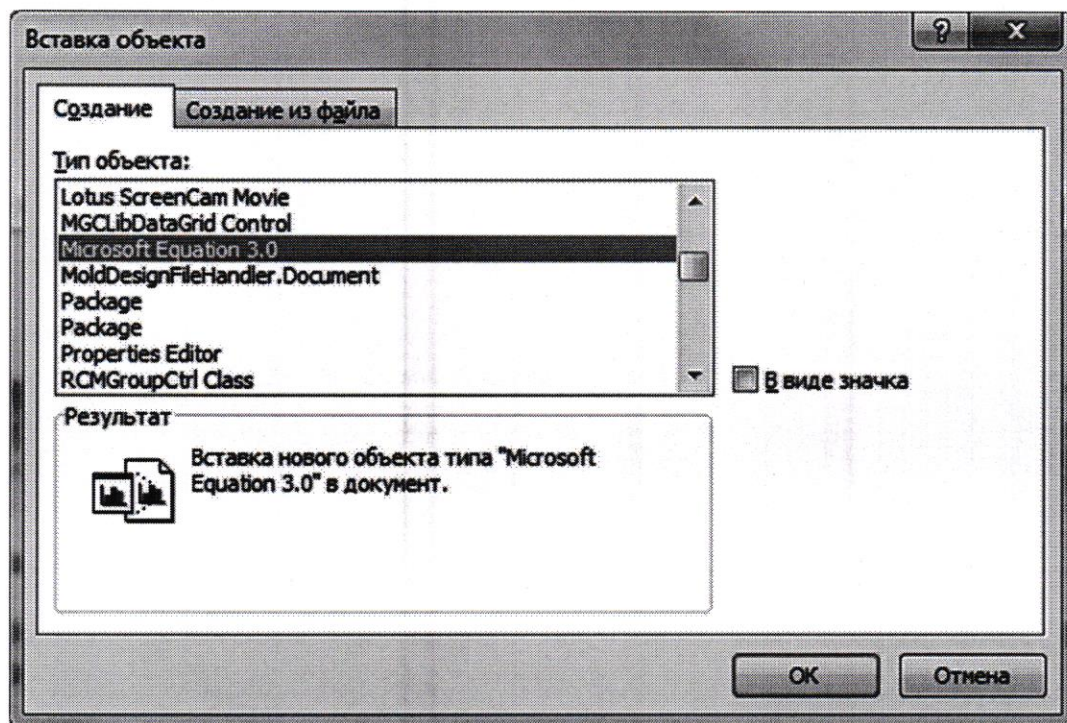 Вставка объекта
?
X
Создание
Создание из файла
Тип объекта:
Lotus ScreenCam Movie
MGCLibDataGrid Control
Microsoft Equation 3.0
MoldDesignFileHandler.Document
Package
Package
Properties Editor
RCMGroupCtrl Class
В виде значка
Результат
Вставка нового объекта типа "Microsoft
Equation 3.0" в документ.
ОК
Отмена